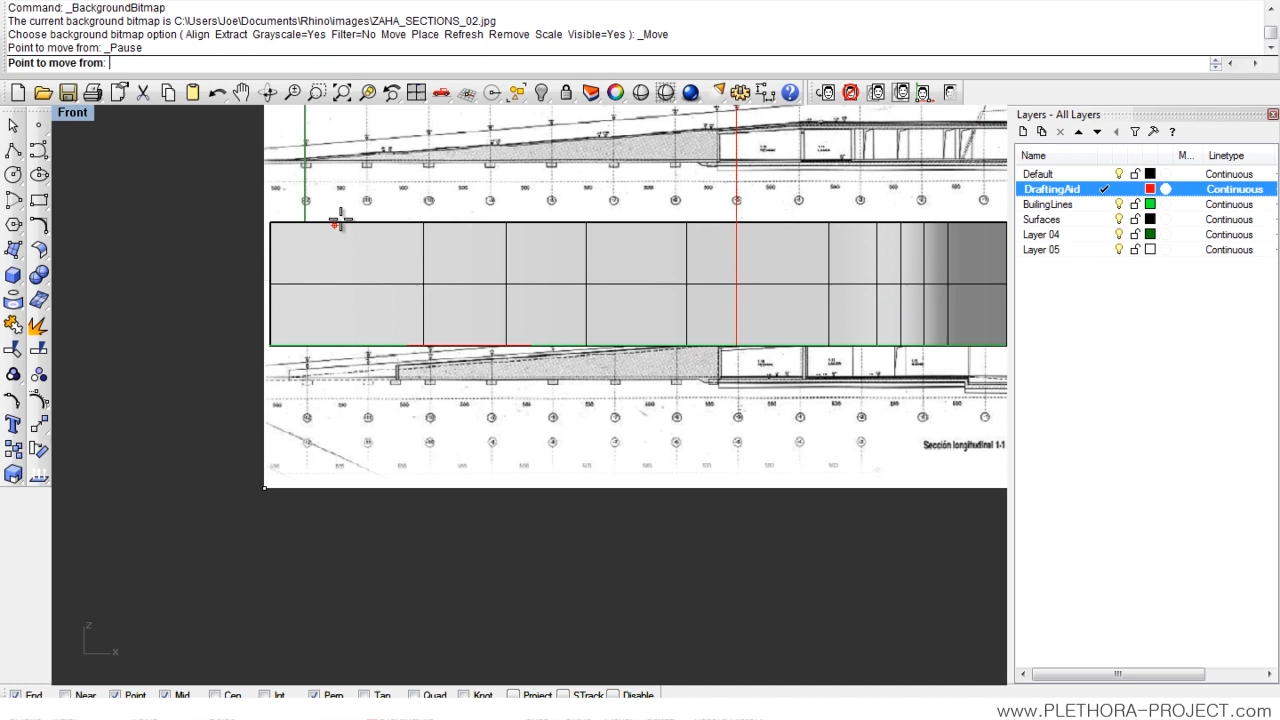 Command: _BackgroundBitmap
The current background bitmap is C:\Users\Joe\Documents\Rhino\images\ZAHA_SECTIONS_02.jpg
Choose background bitmap option ( Align Extract Grayscale=Yes Filter=No Move Place Refresh Remove Scale Visible=Yes ): _Move
Point to move from: _Pause
Point to move from:
Front
Layers - All Layers
Name M... Linetype
Default Continuous
DraftingAid Continuous
BuilingLines Continuous
Surfaces Continuous
Layer 04 Continuous
Layer 05 Continuous
Sección longitudinal 1-1
z
x
End Near Point Mid Cen Int Perp Tan Quad Knot Project STrack Disable
www.PLETHORA-PROJECT.com